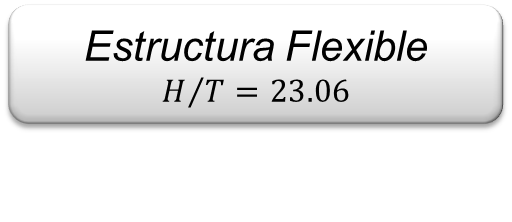 Estructura Flexible
H/T = 23.06